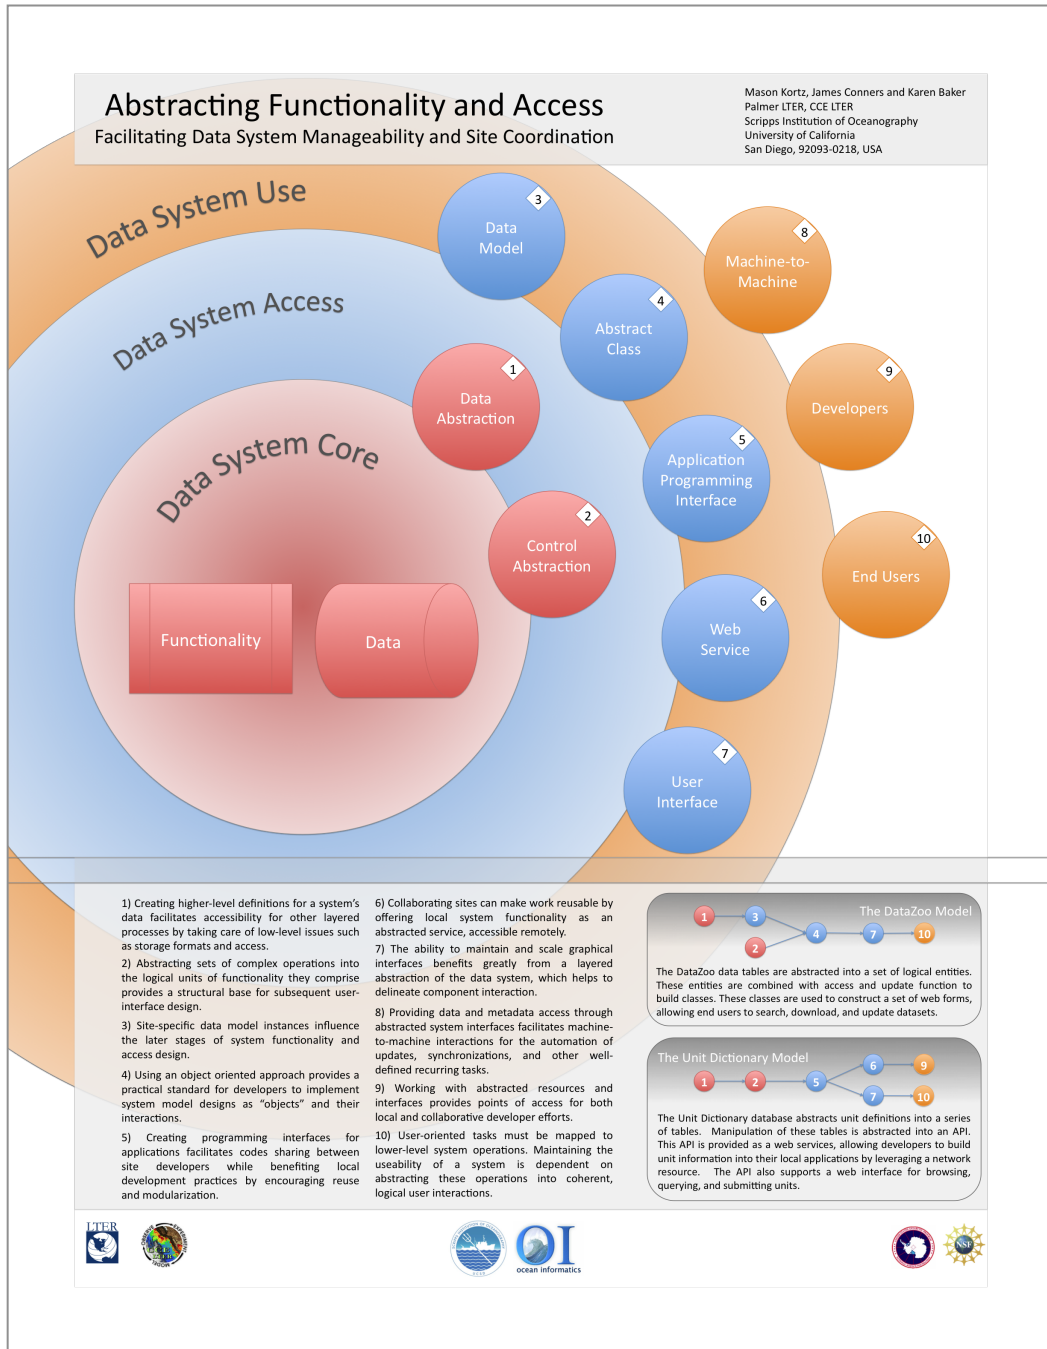 Abstracting Functionality and Access
Facilitating Data System Manageability and Site Coordination
Mason Kortz, James Conners and Karen Baker
Palmer LTER, CCE LTER
Scripps Institution of Oceanography
University of California
San Diego, 92093-0218, USA
Data System Use
Data System Access
Data System Core
Functionality
Data
1
Data
Abstraction
2
Control
Abstraction
3
Data
Model
4
Abstract
Class
5
Application
Programming
Interface
6
Web
Service
7
User
Interface
8
Machine-to-
Machine
9
Developers
10
End Users
1) Creating higher-level definitions for a system's
data facilitates accessibility for other layered
processes by taking care of low-level issues such
as storage formats and access.
2) Abstracting sets of complex operations into
the logical units of functionality they comprise
provides a structural base for subsequent user-
interface design.
3) Site-specific data model instances influence
the later stages of system functionality and
access design.
4) Using an object oriented approach provides a
practical standard for developers to implement
system model designs as “objects” and their
interactions.
5) Creating programming interfaces for
applications facilitates codes sharing between
site developers while benefiting local
development practices by encouraging reuse
and modularization.
6) Collaborating sites can make work reusable by
offering local system functionality as an
abstracted service, accessible remotely.
7) The ability to maintain and scale graphical
interfaces benefits greatly from a layered
abstraction of the data system, which helps to
delineate component interaction.
8) Providing data and metadata access through
abstracted system interfaces facilitates machine-
to-machine interactions for the automation of
updates, synchronizations, and other well-
defined recurring tasks.
9) Working with abstracted resources and
interfaces provides points of access for both
local and collaborative developer efforts.
10) User-oriented tasks must be mapped to
lower-level system operations. Maintaining the
useability of a system is dependent on
abstracting these operations into coherent,
logical user interactions.
The DataZoo Model
1 3 2 4 7 10
The DataZoo data tables are abstracted into a set of logical entities.
These entities are combined with access and update function to
build classes. These classes are used to construct a set of web forms,
allowing end users to search, download, and update datasets.
The Unit Dictionary Model
1 2 5 6 9 7 10
The Unit Dictionary database abstracts unit definitions into a series
of tables. Manipulation of these tables is abstracted into an API.
This API is provided as a web services, allowing developers to build
unit information into their local applications by leveraging a network
resource. The API also supports a web interface for browsing,
querying, and submitting units.
LTER
OBSERVE EXPERIMENT
MODEL
OI
ocean informatics
NSF